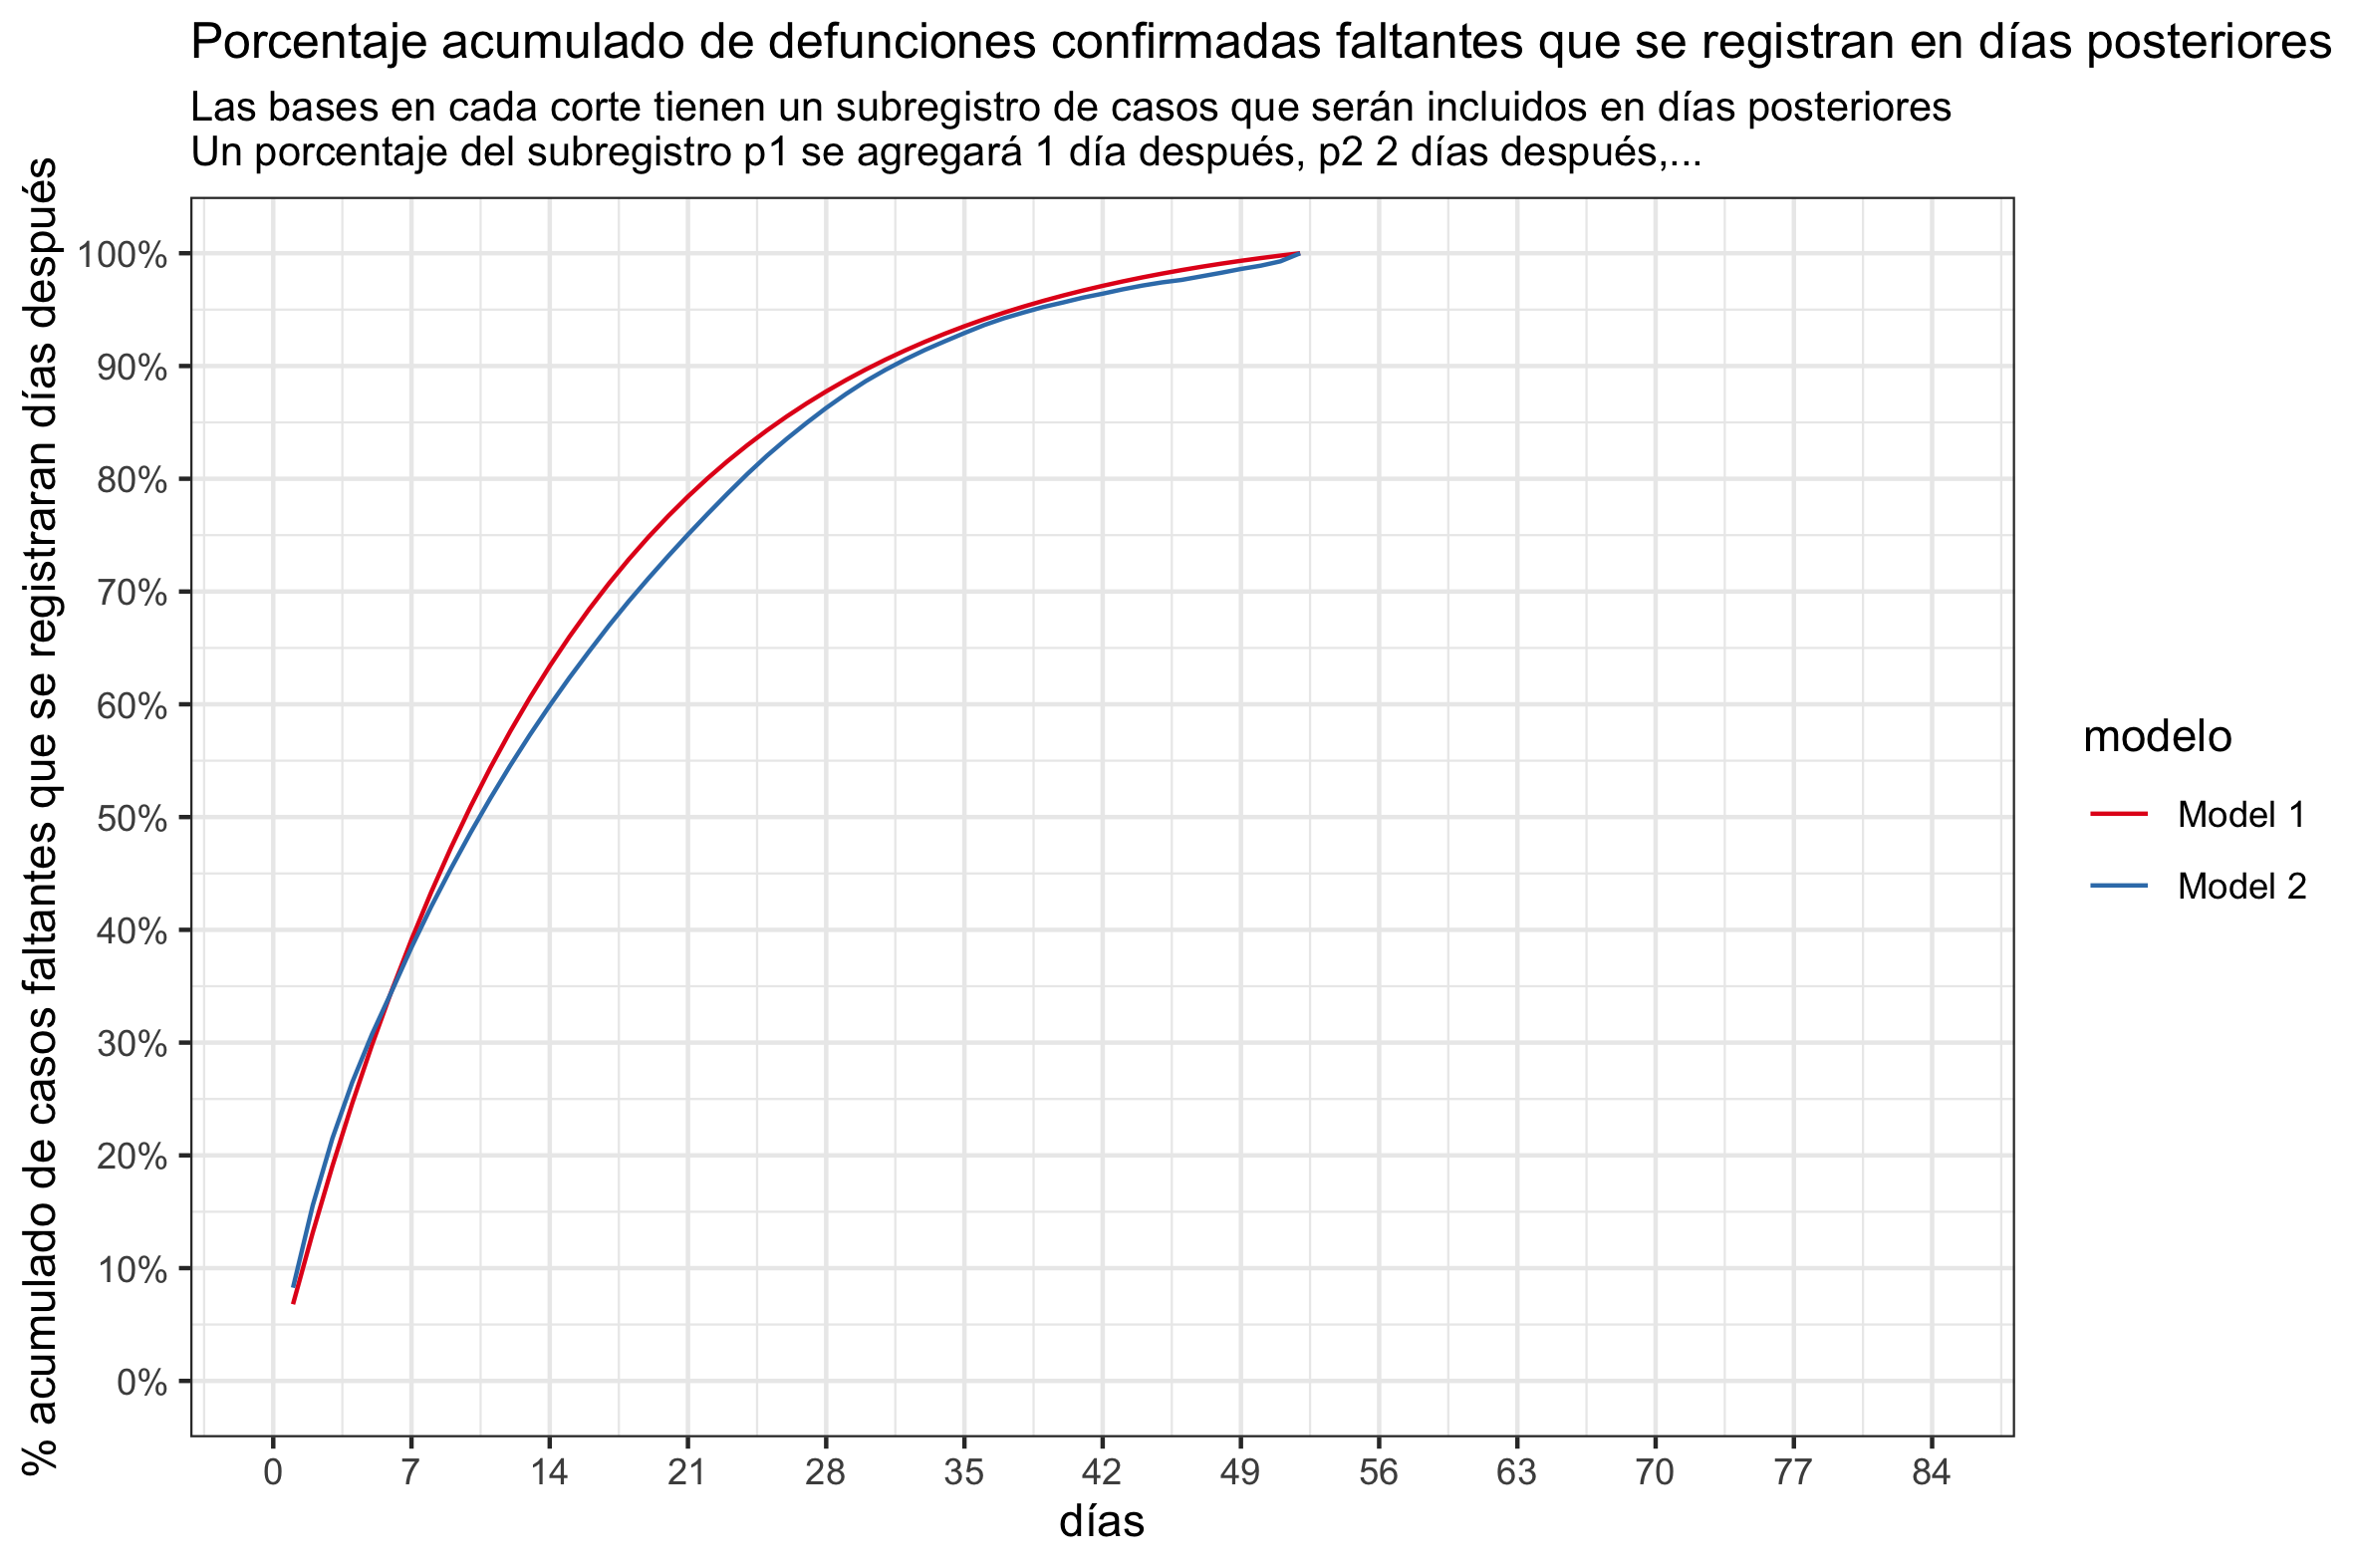 Porcentaje acumulado de defunciones confirmadas faltantes que se registran en días posteriores
Las bases en cada corte tienen un subregistro de casos que serán incluidos en días posteriores
Un porcentaje del subregistro p1 se agregará 1 día después, p2 2 días después,...
% acumulado de casos faltantes que se registraran días después
100%
90%
80%
70%
60%
50%
40%
30%
20%
10%
0%
0 7 14 21 28 35 42 49 56 63 70 77 84
días
modelo
Model 1
Model 2